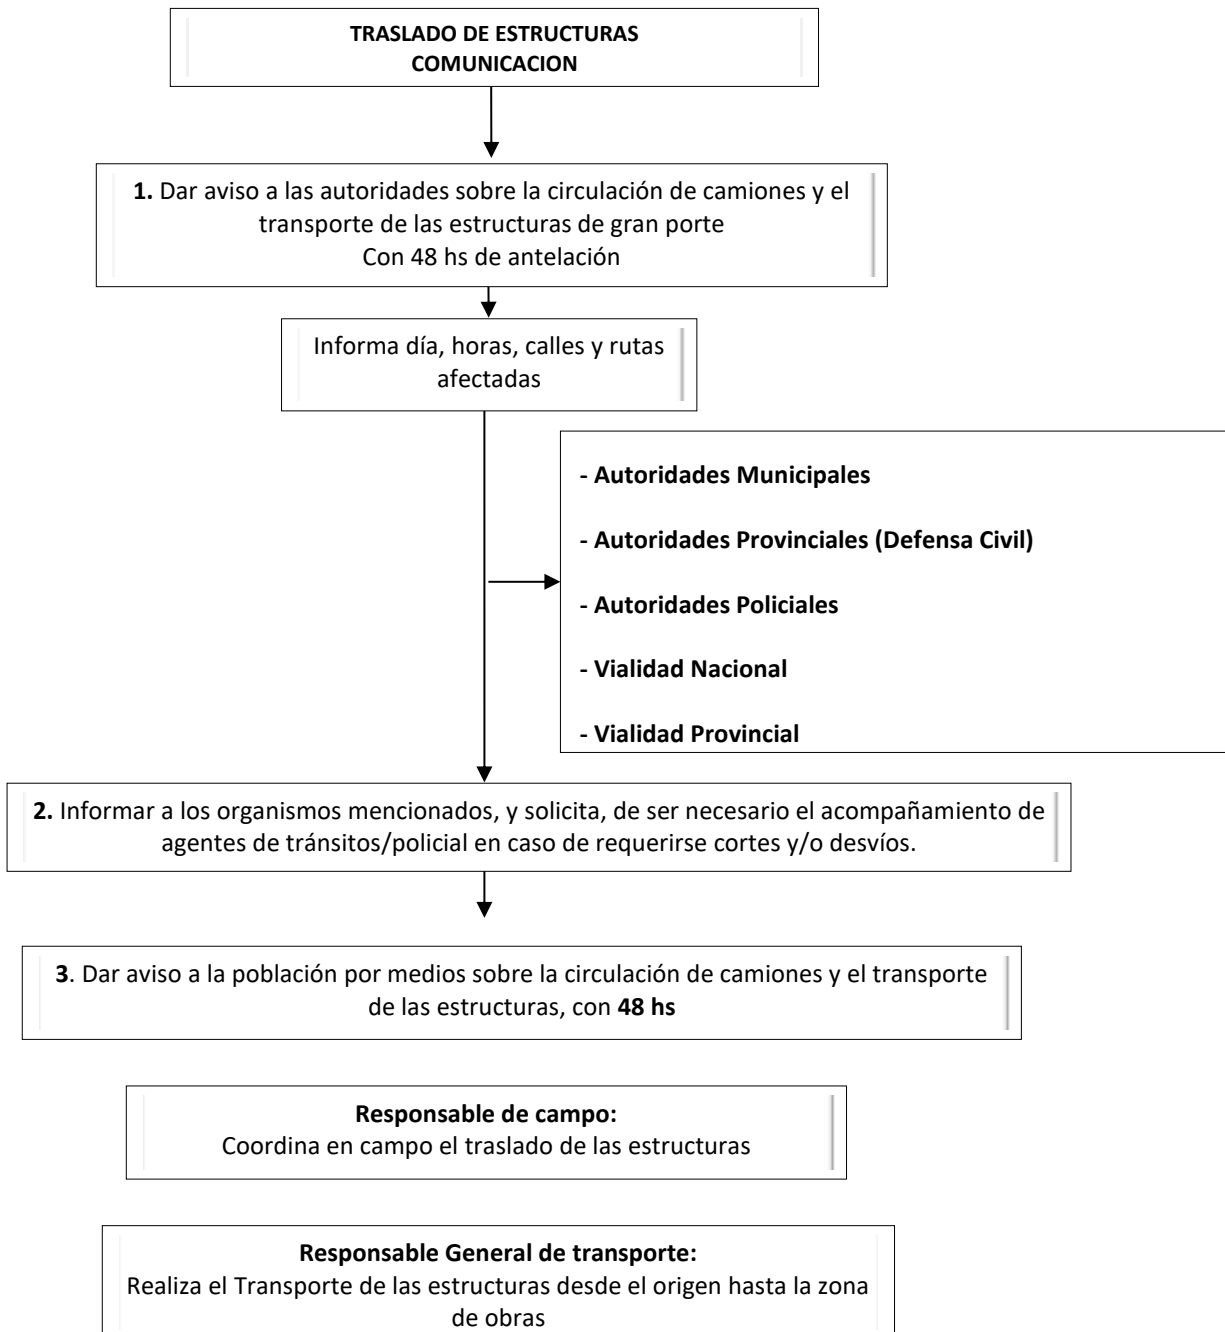 TRASLADO DE ESTRUCTURAS
COMUNICACION
1. Dar aviso a las autoridades sobre la circulación de camiones y el
transporte de las estructuras de gran porte
Con 48 hs de antelación
Informa día, horas, calles y rutas
afectadas
- Autoridades Municipales
- Autoridades Provinciales (Defensa Civil)
- Autoridades Policiales
- Vialidad Nacional
- Vialidad Provincial
2. Informar a los organismos mencionados, y solicita, de ser necesario el acompañamiento de
agentes de tránsitos/policial en caso de requerirse cortes y/o desvíos.
3. Dar aviso a la población por medios sobre la circulación de camiones y el transporte
de las estructuras, con 48 hs
Responsable de campo:
Coordina en campo el traslado de las estructuras
Responsable General de transporte:
Realiza el Transporte de las estructuras desde el origen hasta la zona
de obras